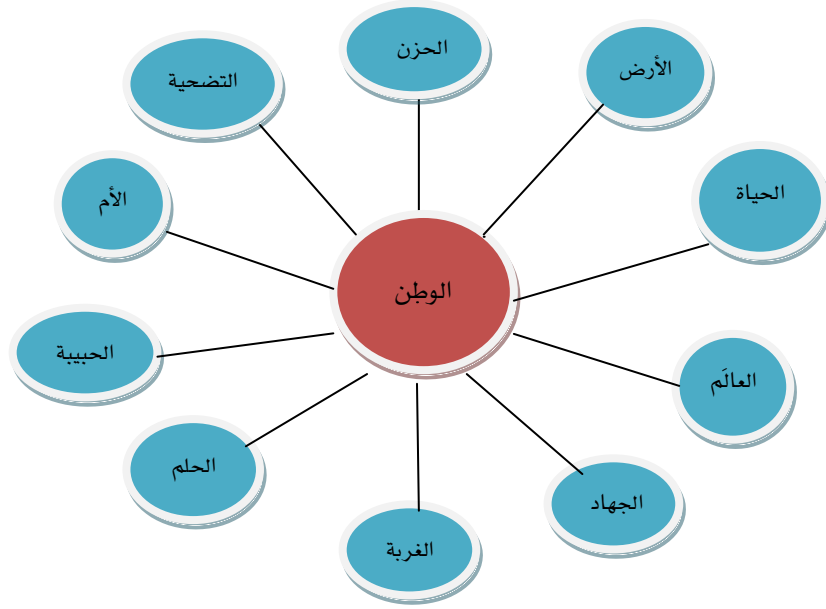 الحزن
الأرض
التضحية
الحياة
الأم
الوطن
الحبيبة
العالَم
الحلم
الجهاد
الغربة